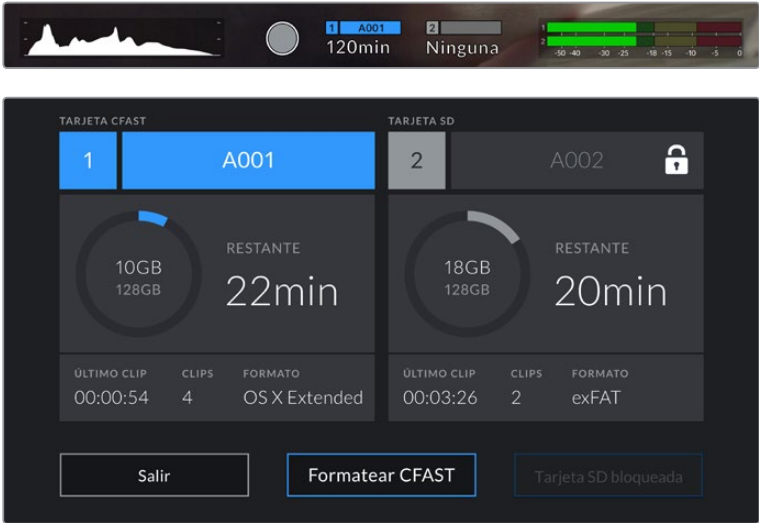 1 A001 2
120min Ninguna
1
2
-50 -40 -30 -25 -18 -15 -10 -5 0
TARJETA CFAST TARJETA SD
1 A001 2 A002
10GB RESTANTE 18GB RESTANTE
128GB 22min 128GB 20min
ÚLTIMO CLIP CLIPS FORMATO ÚLTIMO CLIP CLIPS FORMATO
00:00:54 4 OS X Extended 00:03:26 2 exFAT
Salir Formatear CFAST Tarjeta SD bloqueada